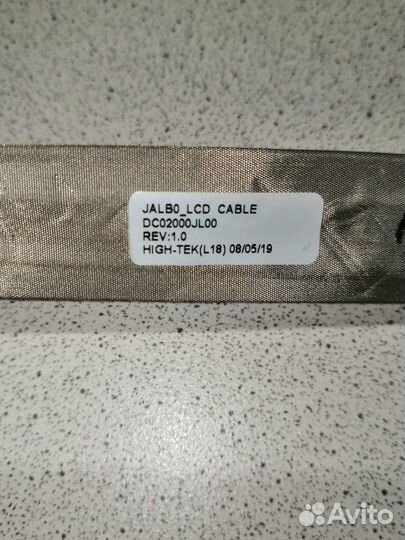 JALB0_LCD CABLE
DC02000JL00
REV:1.0
HIGH-TEK(L18) 08/05/19
Avito